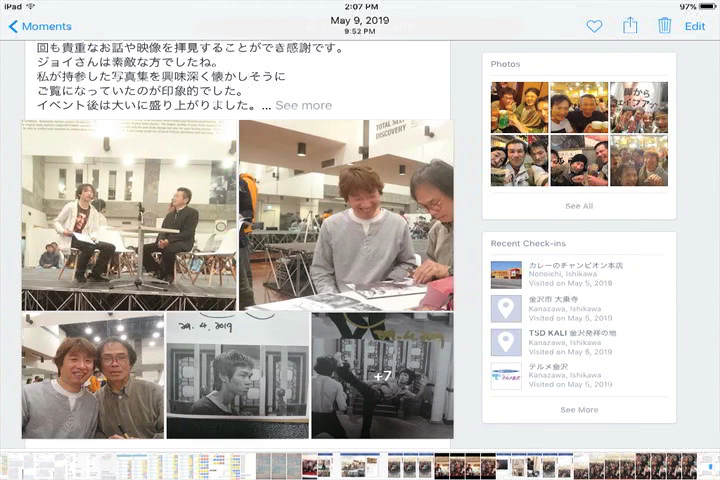 iPad
2:07 PM
97%
Moments
May 9, 2019
9:52 PM
Edit
回も貴重なお話や映像を拝見することができ感謝です。
ジョイさんは素敵な方でしたね。
私が持参した写真集を興味深く懐かしそうに
ご覧になっていたのが印象的でした。
イベント後は大いに盛り上がりました。... See more
TOTAL SELF
DISCOVERY
29.4.2019
+7
Photos
See All
Recent Check-ins
カレーのチャンピオン本店
Nonoichi, Ishikawa
Visited on May 5, 2019
金沢市 大乗寺
Kanazawa, Ishikawa
Visited on May 5, 2019
TSD KALI 金沢発祥の地
Kanazawa, Ishikawa
Visited on May 6, 2019
テルメ金沢
Kanazawa, Ishikawa
Visited on May 5, 2019
See More